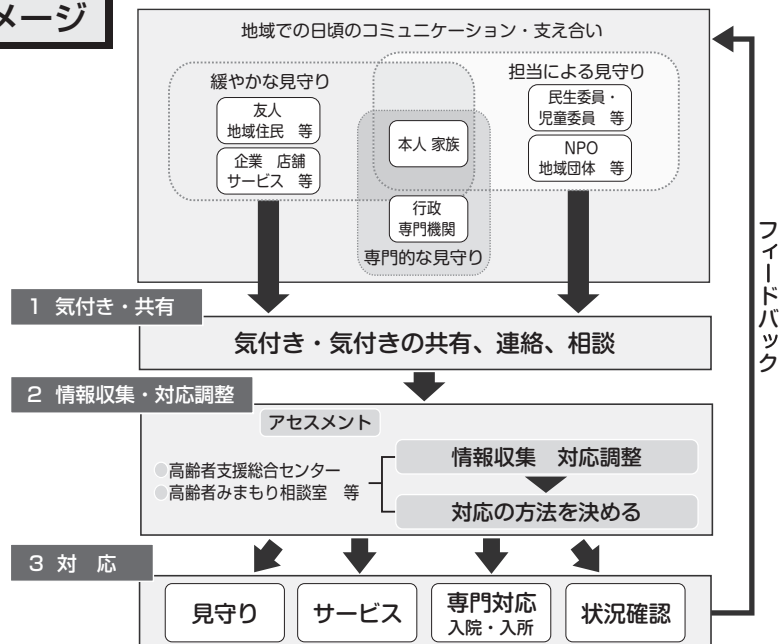 メージ
地域での日頃のコミュニケーション・支え合い
緩やかな見守り
友人
地域住民 等
企業 店舗
サービス 等
担当による見守り
民生委員・
児童委員 等
NPO
地域団体 等
本人 家族
行政
専門機関
専門的な見守り
フィードバック
1 気付き・共有
気付き・気付きの共有、連絡、相談
2 情報収集・対応調整
アセスメント
高齢者支援総合センター
高齢者みまもり相談室 等
情報収集 対応調整
対応の方法を決める
3 対 応
見守り
サービス
専門対応
入院・入所
状況確認